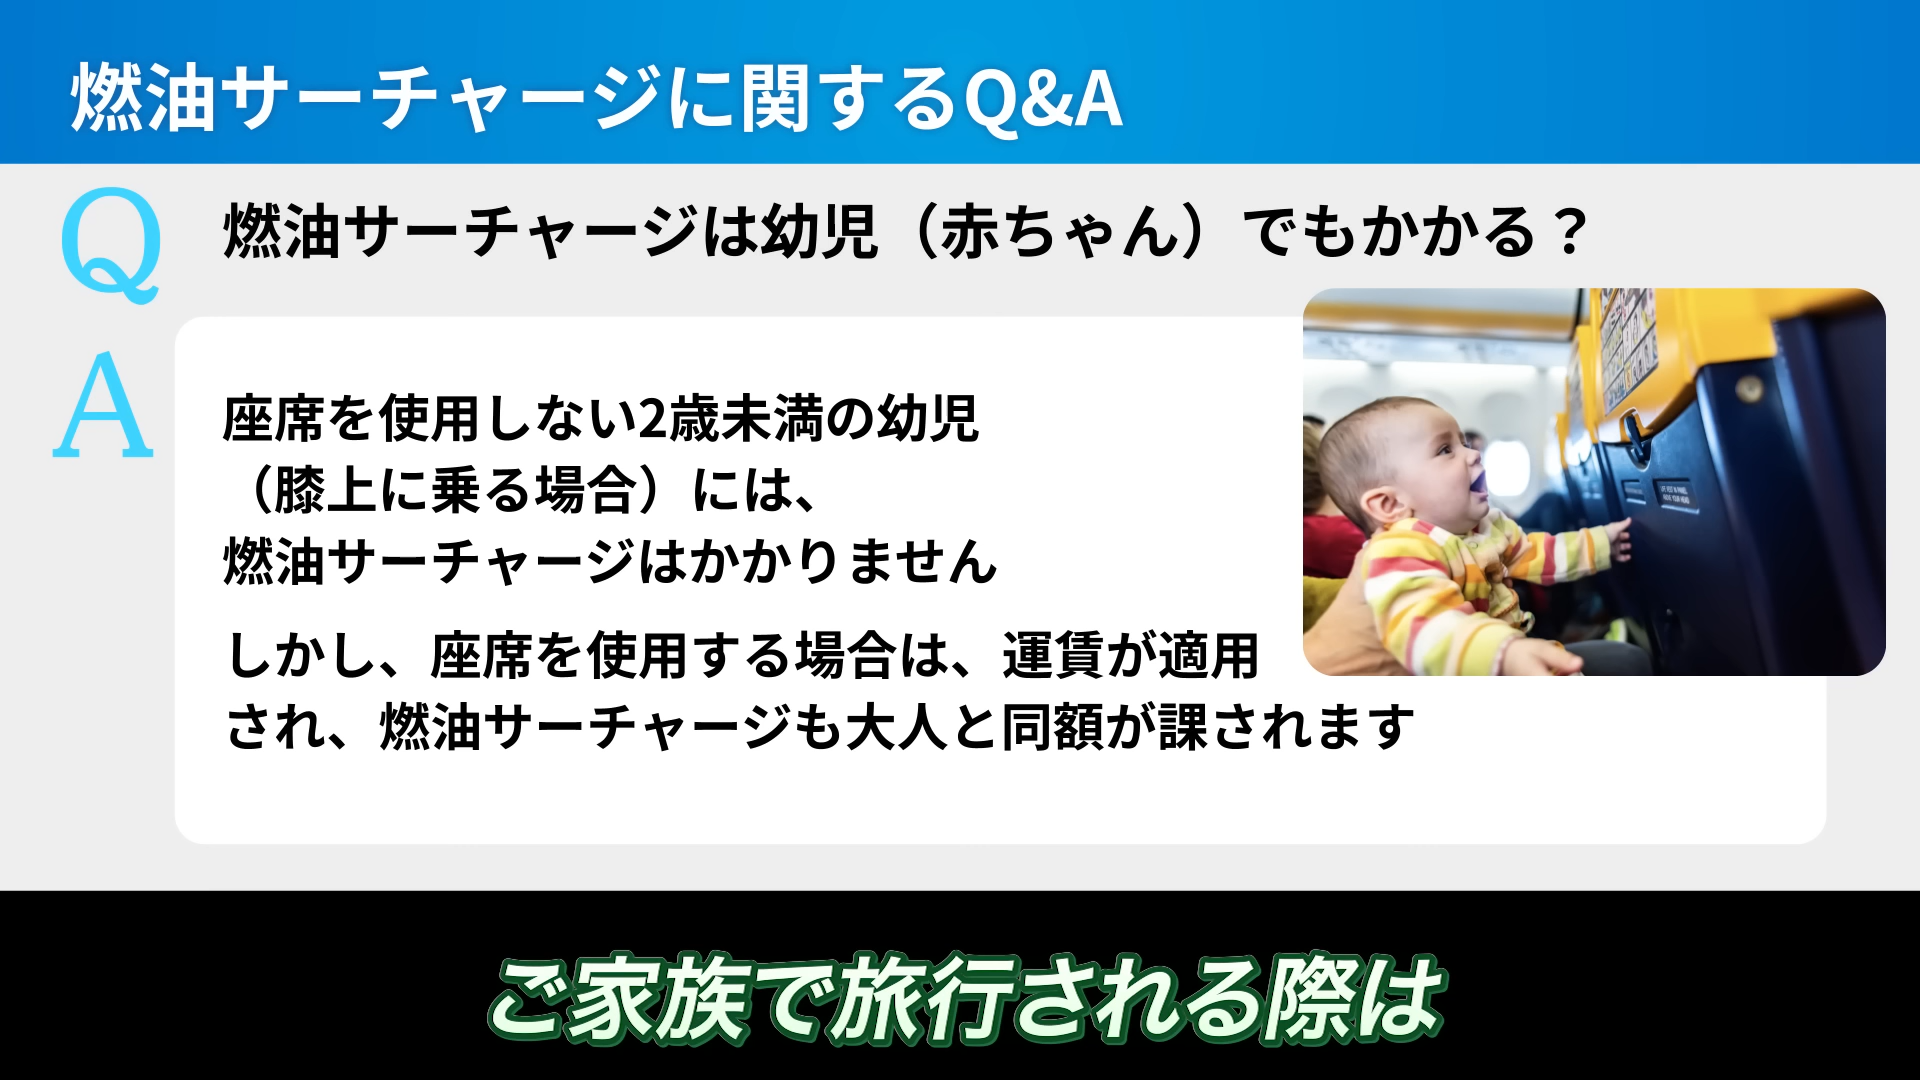 燃油サーチャージに関するQ&A
Q
燃油サーチャージは幼児（赤ちゃん）でもかかる？
A
座席を使用しない2歳未満の幼児
（膝上に乗る場合）には、
燃油サーチャージはかかりません
しかし、座席を使用する場合は、運賃が適用
され、燃油サーチャージも大人と同額が課されます
ご家族で旅行される際は